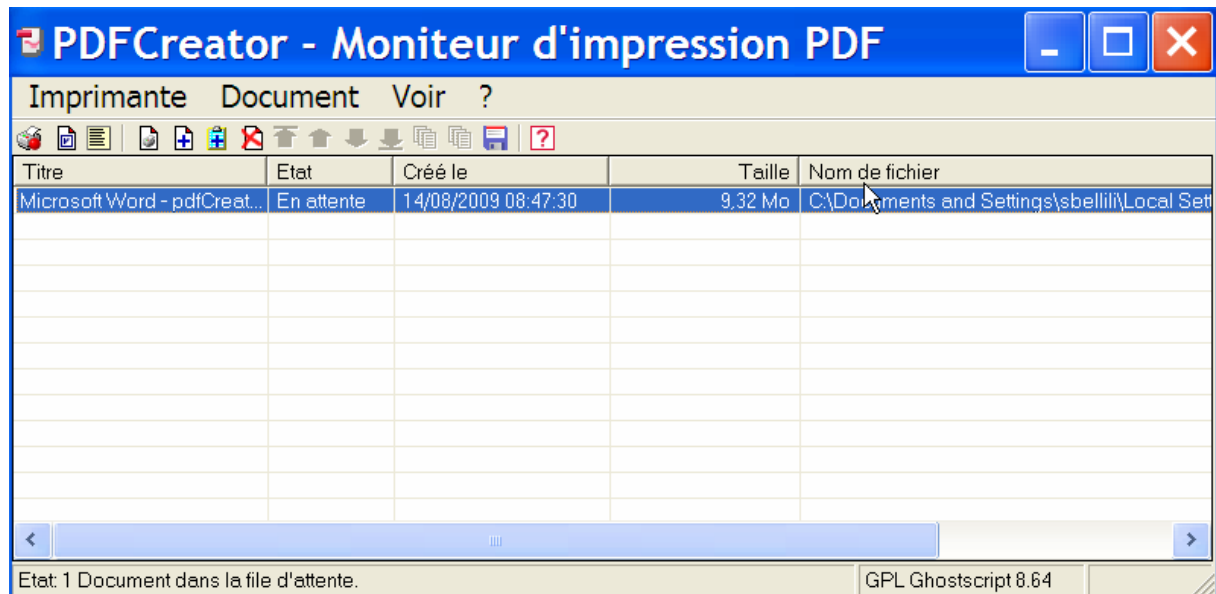 PDFCreator - Moniteur d'impression PDF
Imprimante Document Voir ?
Titre Etat Créé le Taille Nom de fichier
Microsoft Word - pdfCreat... En attente 14/08/2009 08:47:30 9,32 Mo C:\Documents and Settings\sbellili\Local Sett
Etat: 1 Document dans la file d'attente. GPL Ghostscript 8.64